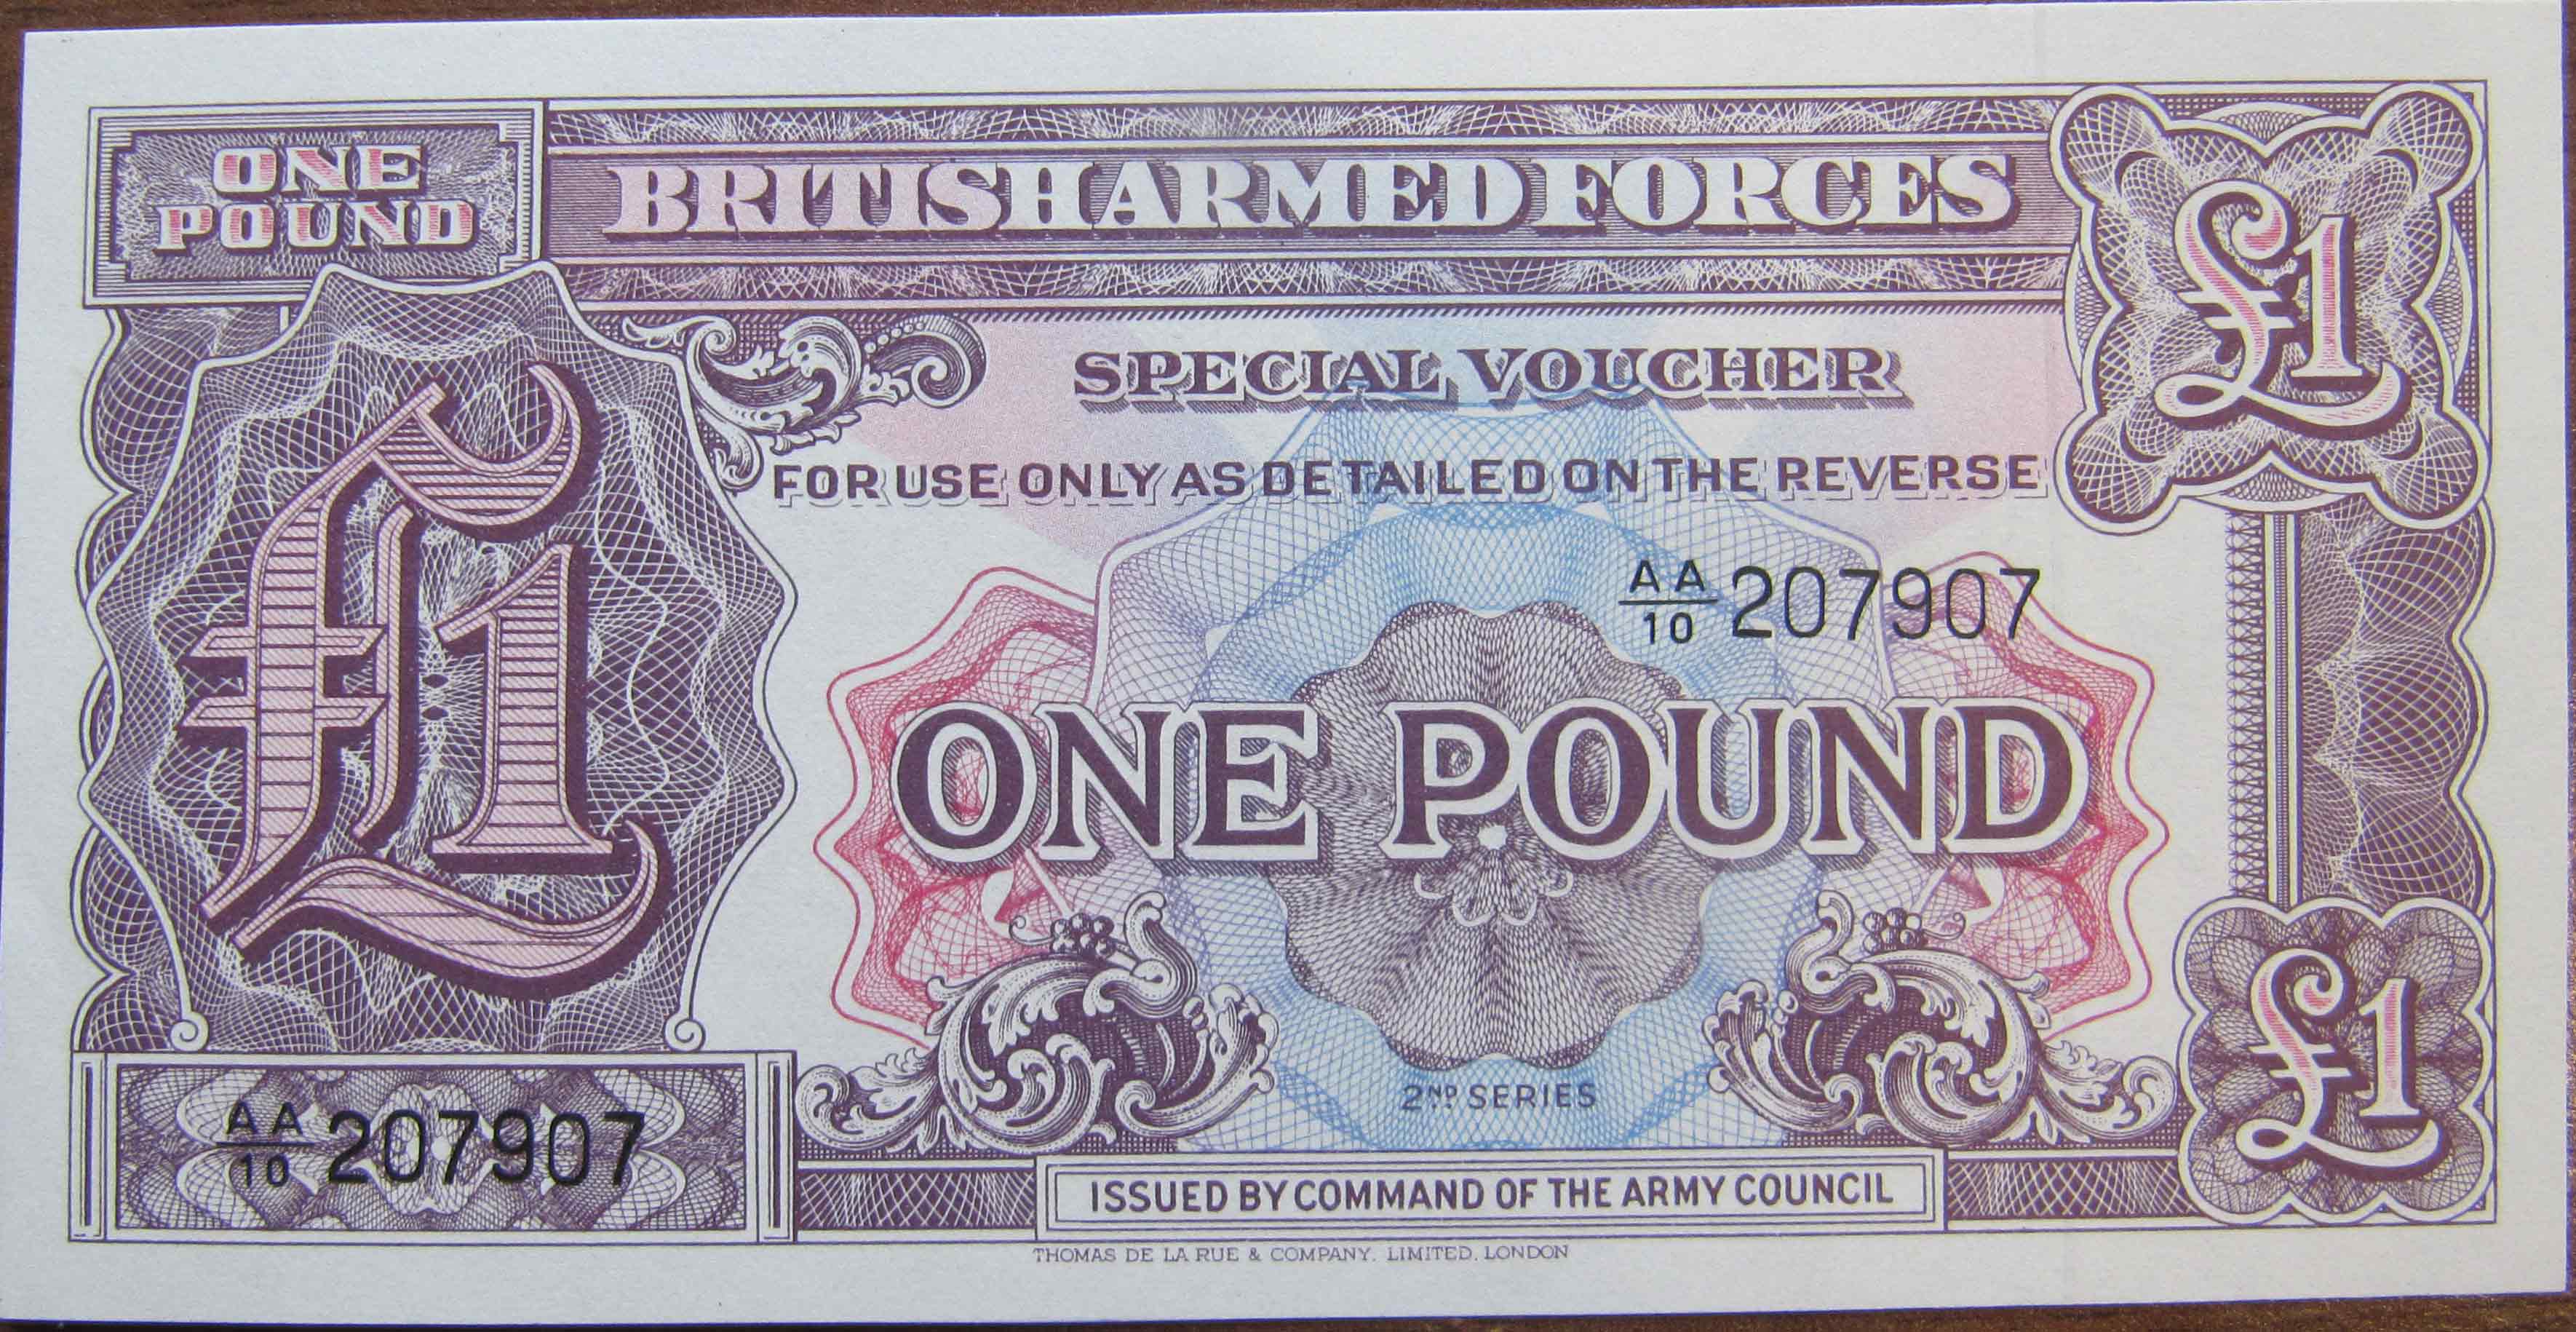 ONE
POUND
BRITISH ARMED FORCES
£1
SPECIAL VOUCHER
FOR USE ONLY AS DETAILED ON THE REVERSE
£1
AA/10 207907
ONE POUND
2ND SERIES
£1
AA/10 207907
ISSUED BY COMMAND OF THE ARMY COUNCIL
THOMAS DE LA RUE & COMPANY. LIMITED. LONDON